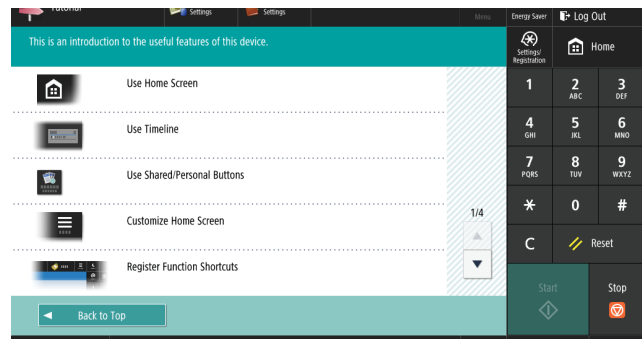 Tutorial
Settings
Settings
Menu
Energy Saver
Log Out
This is an introduction to the useful features of this device.
Settings/
Registration
Home
Use Home Screen
Use Timeline
Use Shared/Personal Buttons
Customize Home Screen
Register Function Shortcuts
1/4
Back to Top
1
2
ABC
3
DEF
4
GHI
5
JKL
6
MNO
7
PQRS
8
TUV
9
WXYZ
*
0
#
C
Reset
Start
Stop